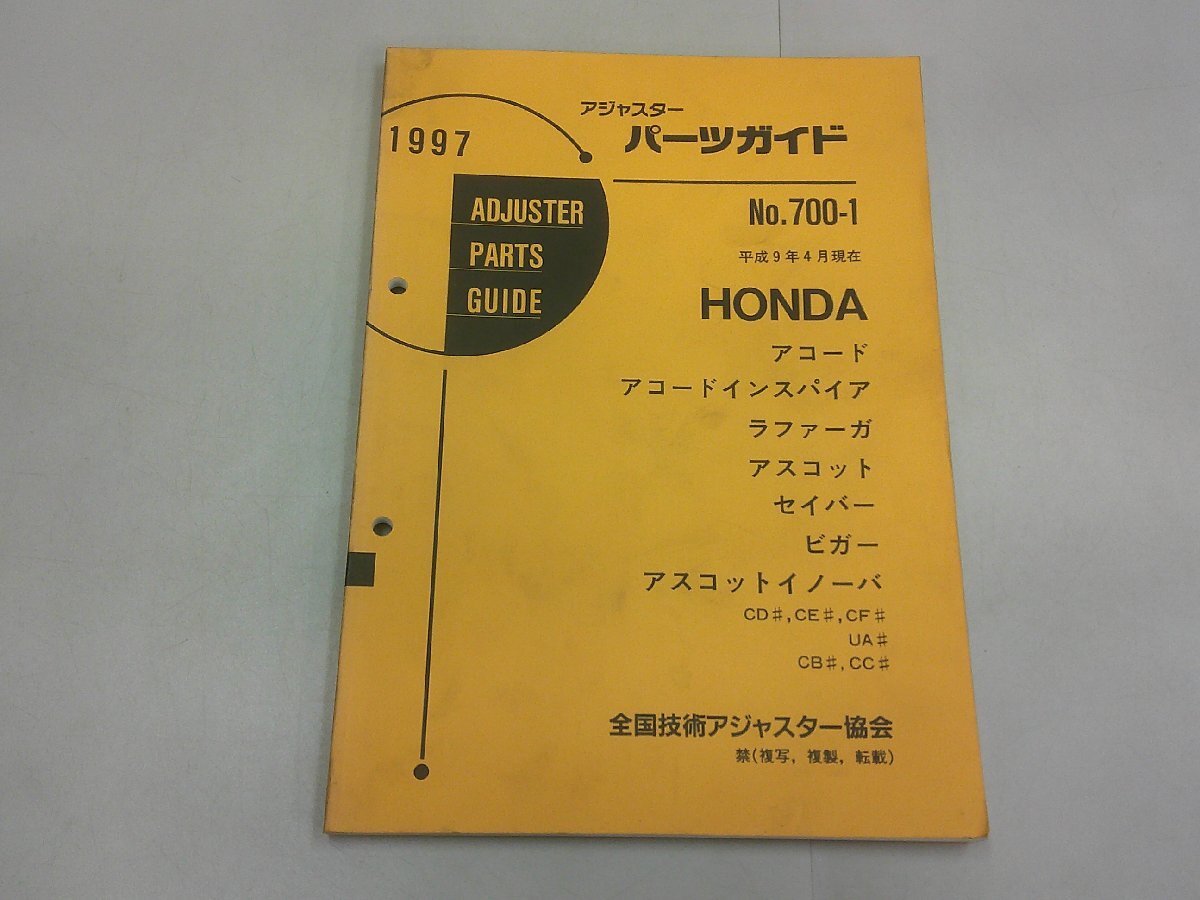 アジャスター
パーツガイド
1997
ADJUSTER
PARTS
GUIDE
No.700-1
平成9年4月現在
HONDA
アコード
アコードインスパイア
ラファーガ
アスコット
セイバー
ビガー
アスコットイノーバ
CD♯,CE♯,CF♯
UA♯
CB♯,CC♯
全国技術アジャスター協会
禁(複写，複製，転載)